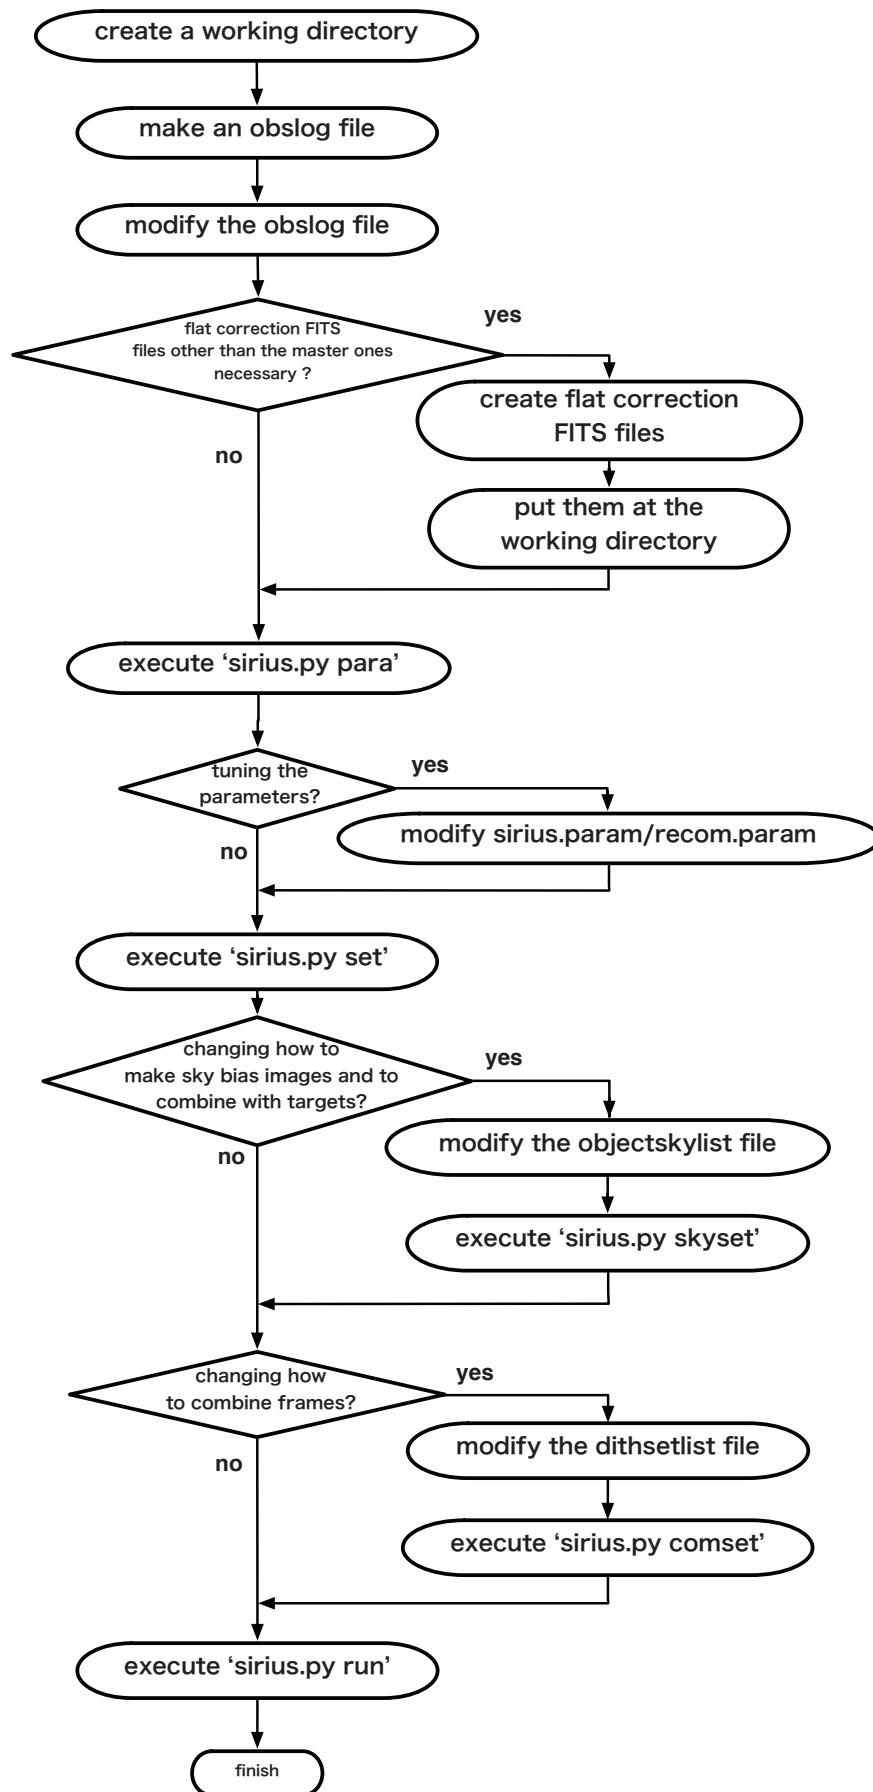 create a working directory
make an obslog file
modify the obslog file
flat correction FITS
files other than the master ones
necessary ?
yes
create flat correction
FITS files
no
put them at the
working directory
execute ‘sirius.py para’
tuning the
parameters?
yes
modify sirius.param/recom.param
no
execute ‘sirius.py set’
changing how to
make sky bias images and to
combine with targets?
yes
modify the objectskylist file
no
execute ‘sirius.py skyset’
changing how
to combine frames?
yes
modify the dithsetlist file
no
execute ‘sirius.py comset’
execute ‘sirius.py run’
finish